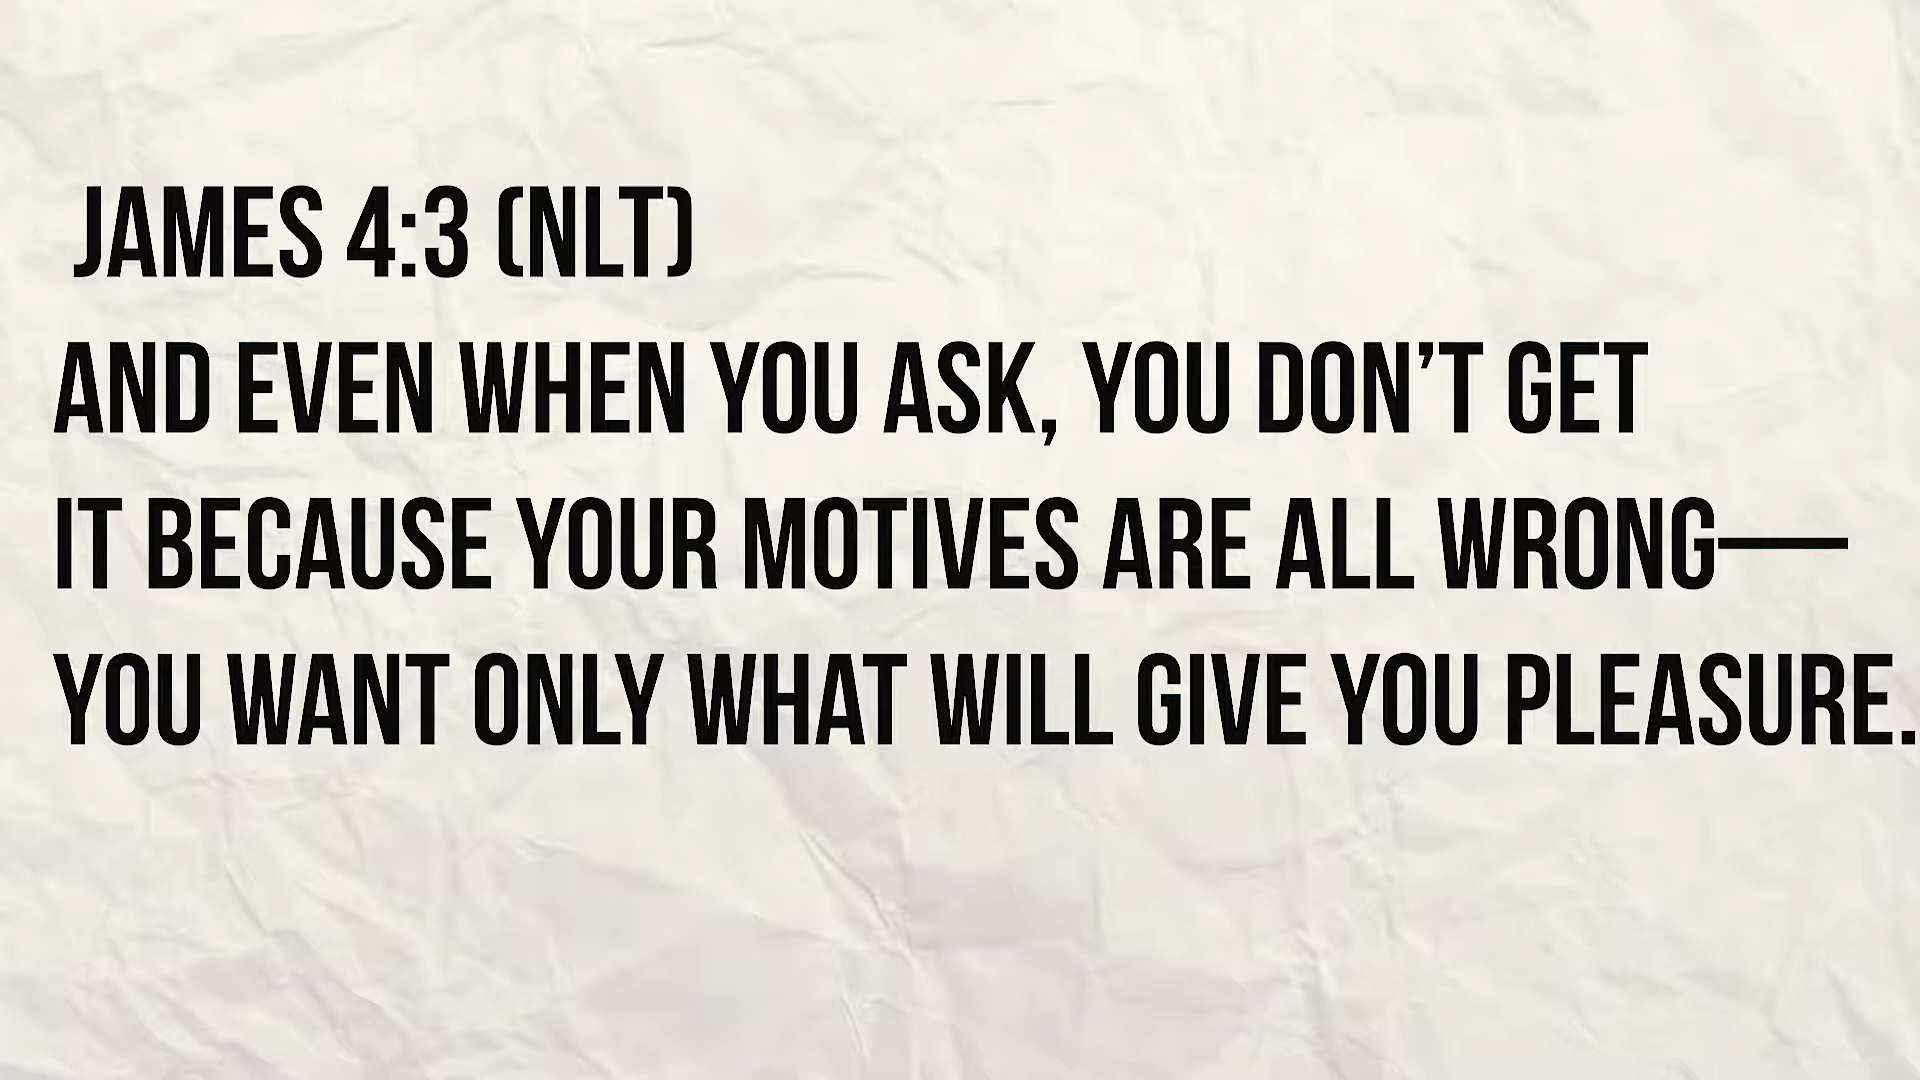 JAMES 4:3 (NLT)
AND EVEN WHEN YOU ASK, YOU DON’T GET
IT BECAUSE YOUR MOTIVES ARE ALL WRONG—
YOU WANT ONLY WHAT WILL GIVE YOU PLEASURE.